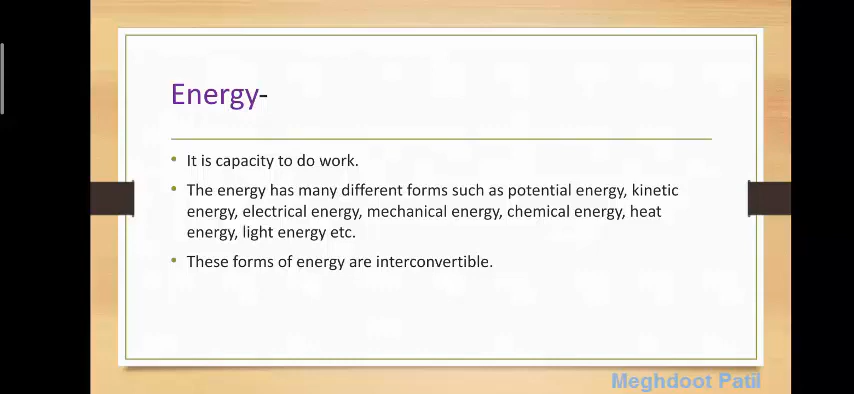 Energy-
• It is capacity to do work.
• The energy has many different forms such as potential energy, kinetic
energy, electrical energy, mechanical energy, chemical energy, heat
energy, light energy etc.
• These forms of energy are interconvertible.
Meghdoot Patil